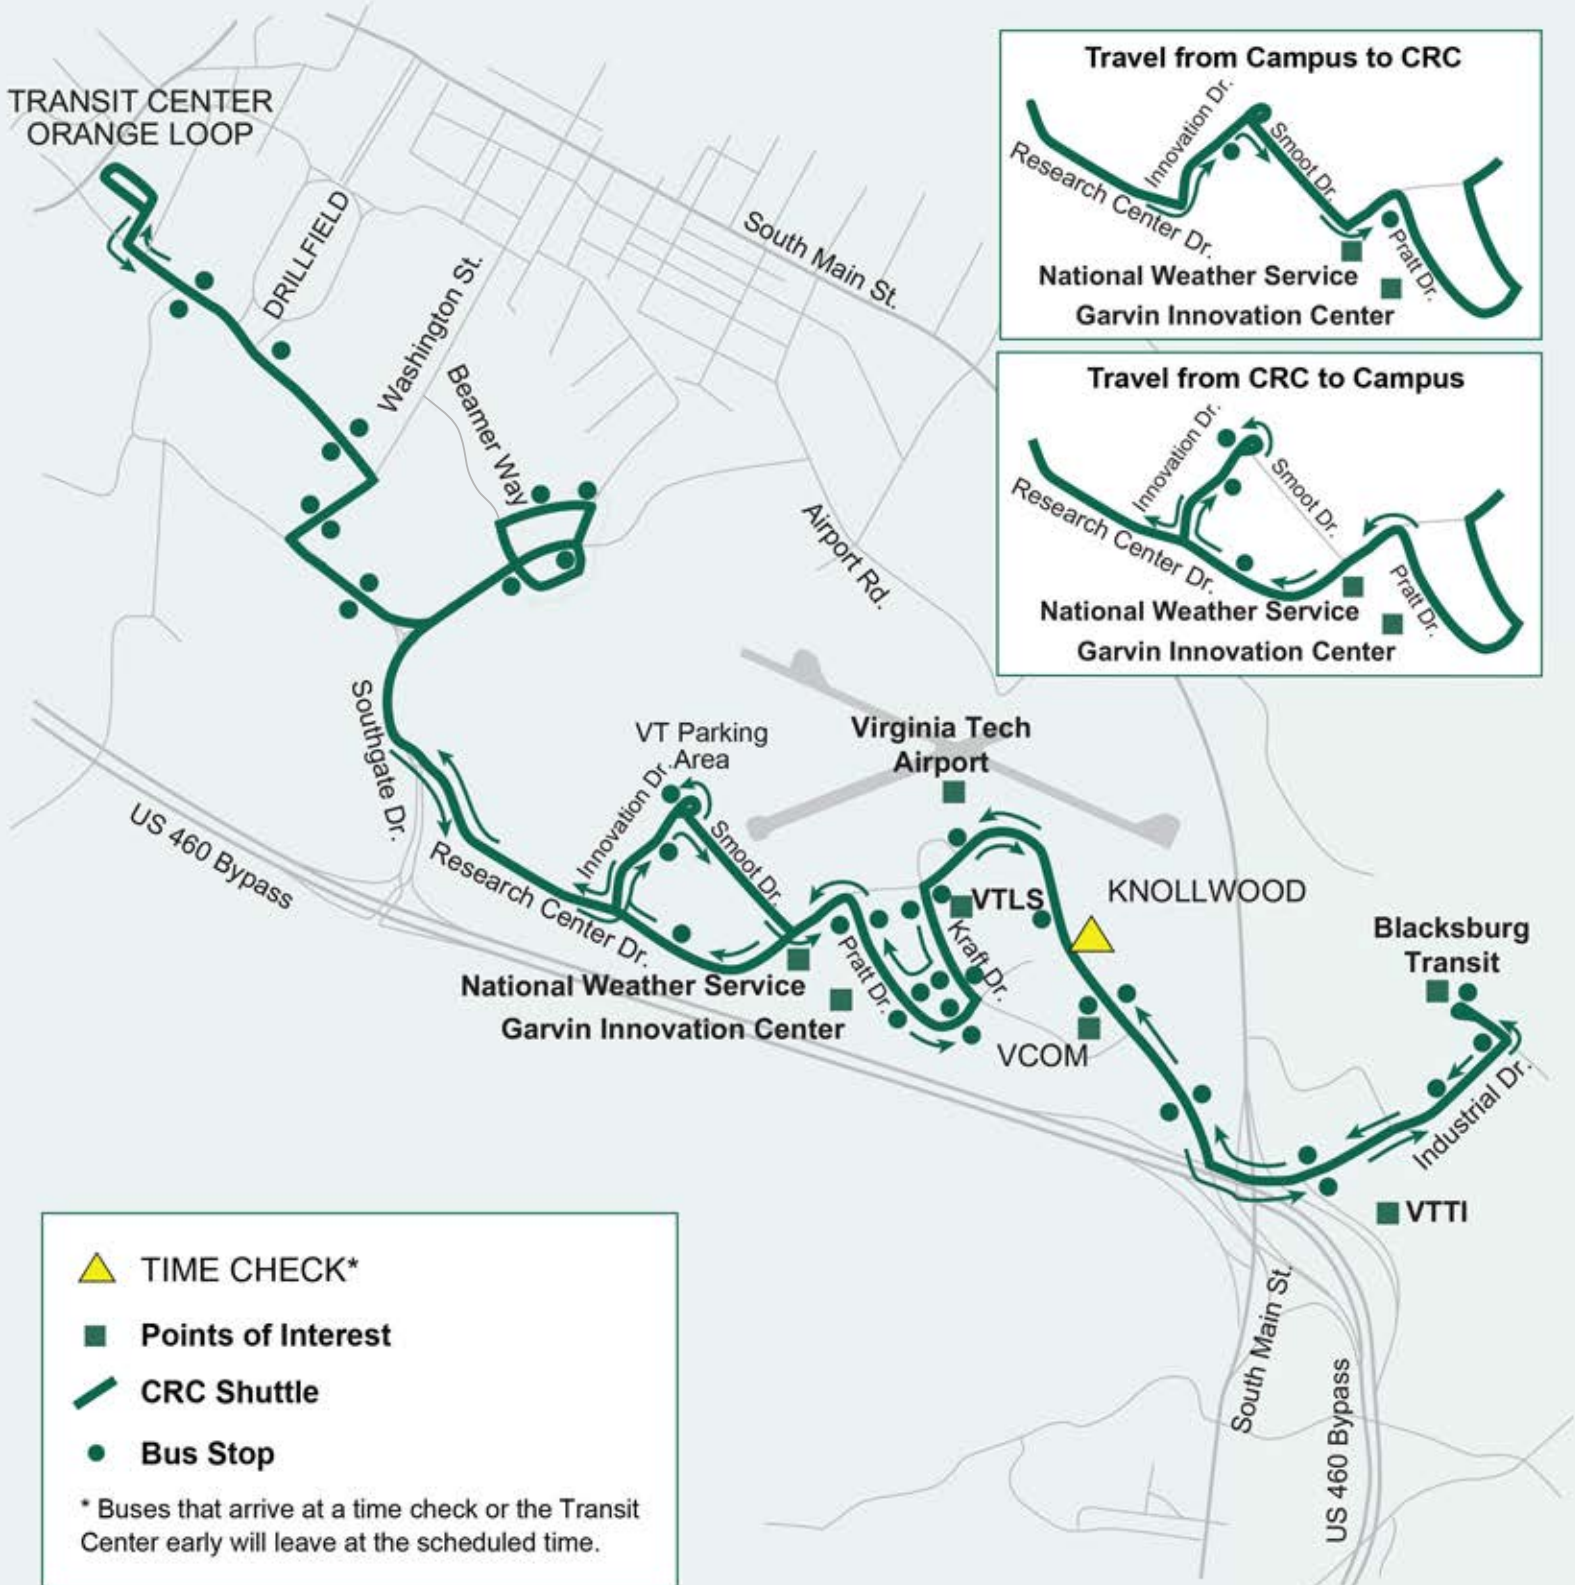 TRANSIT CENTER
ORANGE LOOP
DRILLFIELD
Washington St.
Beamer Way
South Main St.
Airport Rd.
Southgate Dr.
US 460 Bypass
Research Center Dr.
Innovation Dr.
VT Parking
Area
Smoot Dr.
Virginia Tech
Airport
National Weather Service
Garvin Innovation Center
Pratt Dr.
Kraft Dr.
VTLS
KNOLLWOOD
VCOM
Blacksburg
Transit
Industrial Dr.
VTTI
South Main St.
US 460 Bypass
Travel from Campus to CRC
Innovation Dr.
Smoot Dr.
Research Center Dr.
Pratt Dr.
National Weather Service
Garvin Innovation Center
Travel from CRC to Campus
Innovation Dr.
Smoot Dr.
Research Center Dr.
Pratt Dr.
National Weather Service
Garvin Innovation Center
TIME CHECK*
Points of Interest
CRC Shuttle
Bus Stop
* Buses that arrive at a time check or the Transit
Center early will leave at the scheduled time.